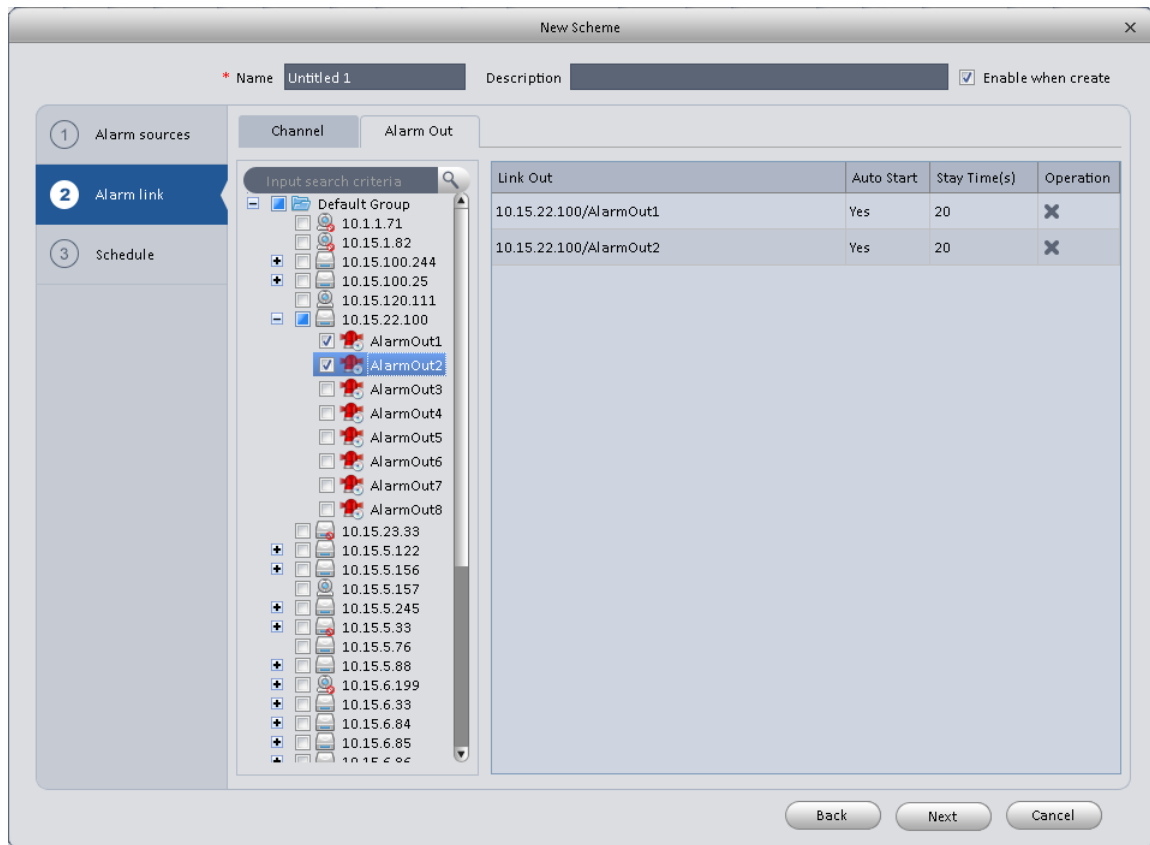 New Scheme
* Name Untitled 1 Description Enable when create
1 Alarm sources
2 Alarm link
3 Schedule
Channel Alarm Out
Input search criteria
Default Group
10.1.1.71
10.15.1.82
10.15.100.244
10.15.100.25
10.15.120.111
10.15.22.100
AlarmOut1
AlarmOut2
AlarmOut3
AlarmOut4
AlarmOut5
AlarmOut6
AlarmOut7
AlarmOut8
10.15.23.33
10.15.5.122
10.15.5.156
10.15.5.157
10.15.5.245
10.15.5.33
10.15.5.76
10.15.5.88
10.15.6.199
10.15.6.33
10.15.6.84
10.15.6.85
10.15.6.86
Link Out Auto Start Stay Time(s) Operation
10.15.22.100/AlarmOut1 Yes 20
10.15.22.100/AlarmOut2 Yes 20
Back Next Cancel